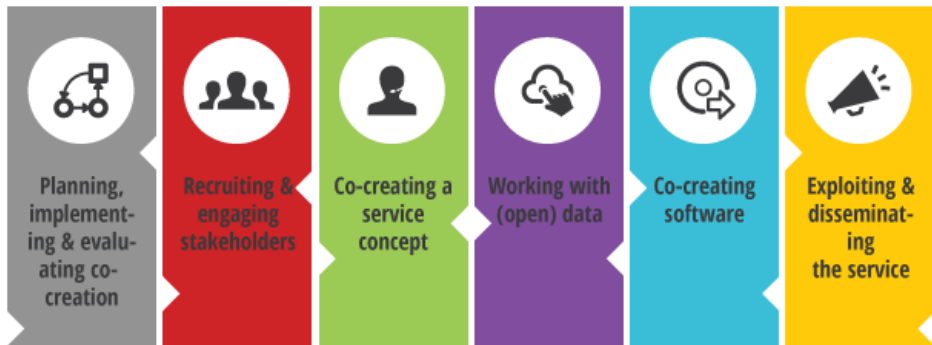 Planning,
implement-
ing & evalu-
ating co-
creation
Recruiting &
engaging
stakeholders
Co-creating a
service
concept
Working with
(open) data
Co-creating
software
Exploiting &
disseminat-
ing
the service